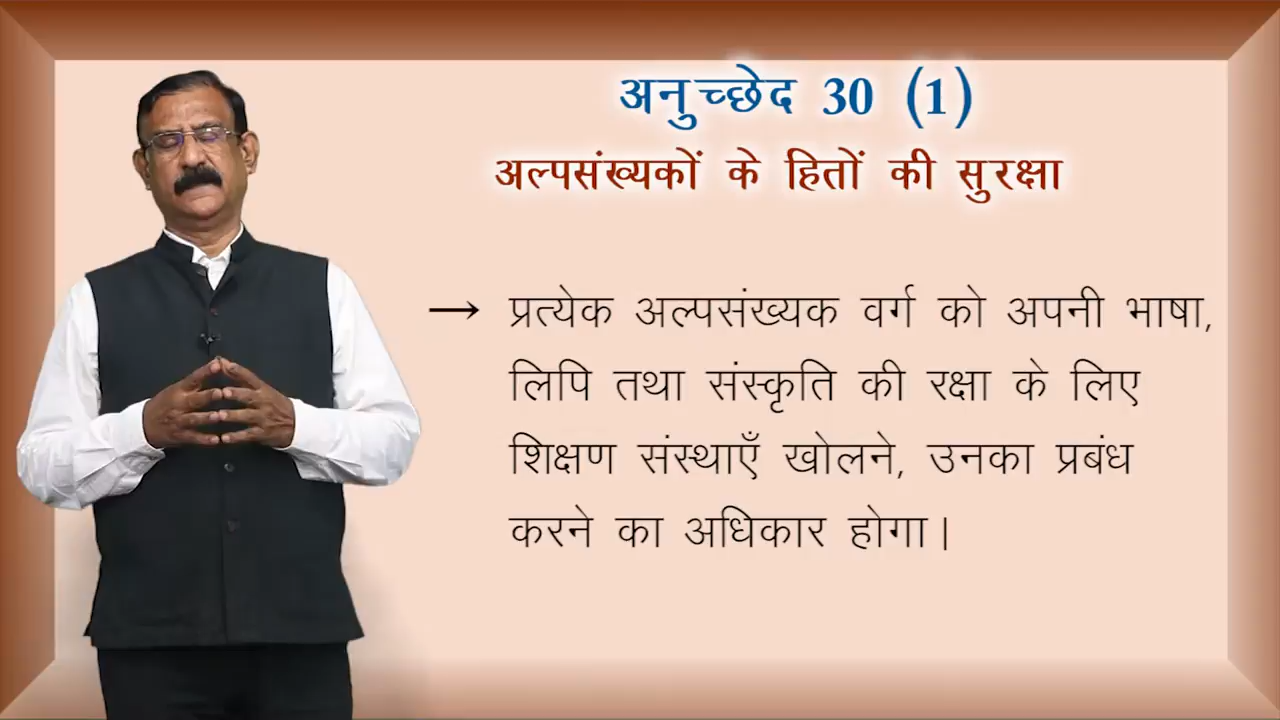 अनुच्छेद 30 (1)
अल्पसंख्यकों के हितों की सुरक्षा
→ प्रत्येक अल्पसंख्यक वर्ग को अपनी भाषा,
लिपि तथा संस्कृति की रक्षा के लिए
शिक्षण संस्थाएँ खोलने, उनका प्रबंध
करने का अधिकार होगा।